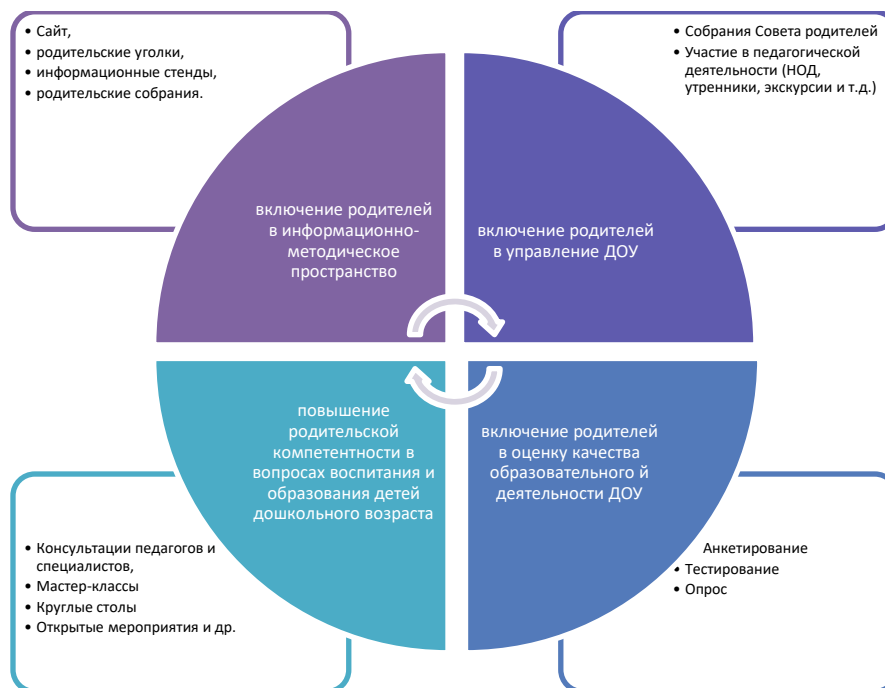 • Сайт,
• родительские уголки,
• информационные стенды,
• родительские собрания.
• Собрания Совета родителей
• Участие в педагогической
деятельности (НОД,
утренники, экскурсии и т.д.)
включение родителей
в информационно-
методическое
пространство
включение родителей
в управление ДОУ
повышение
родительской
компетентности в
вопросах воспитания и
образования детей
дошкольного возраста
включение родителей
в оценку качества
образовательного й
деятельности ДОУ
• Консультации педагогов и
специалистов,
• Мастер-классы
• Круглые столы
• Открытые мероприятия и др.
Анкетирование
• Тестирование
• Опрос